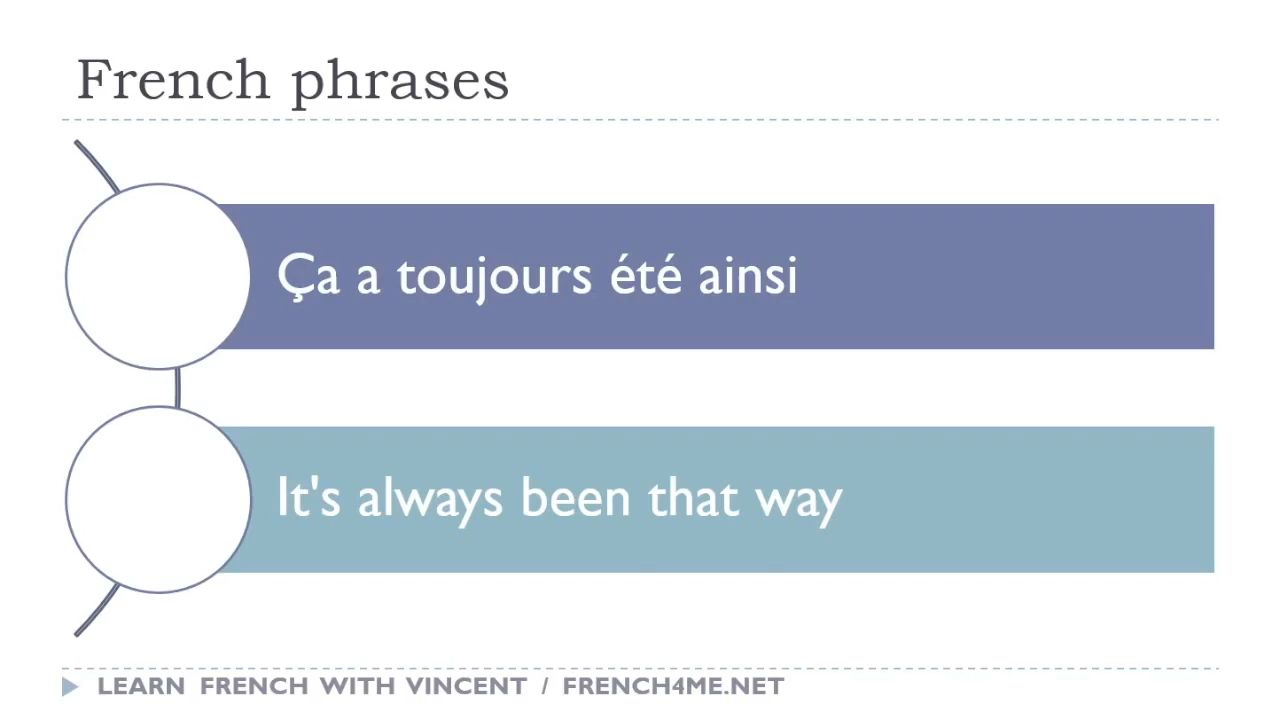 French phrases
Ça a toujours été ainsi
It's always been that way
LEARN FRENCH WITH VINCENT / FRENCH4ME.NET